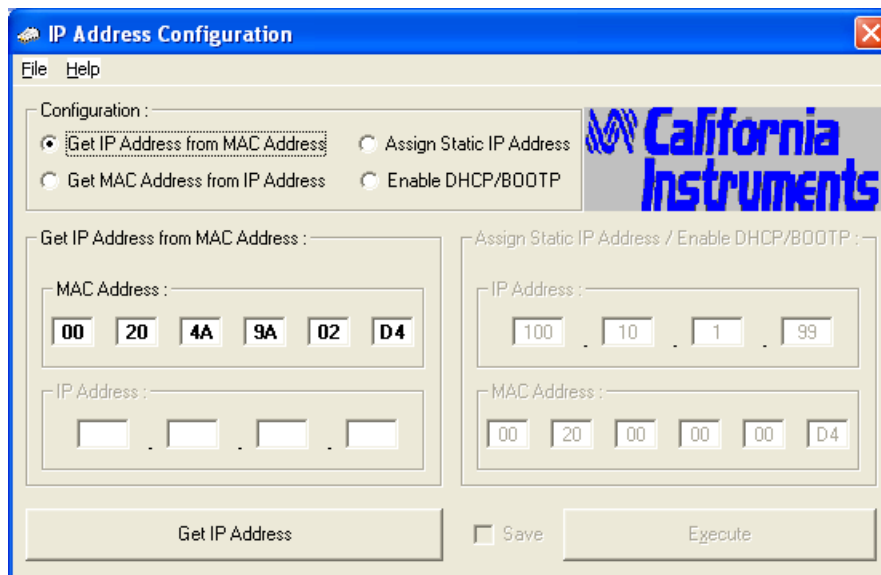 IP Address Configuration
File Help
Configuration :
Get IP Address from MAC Address
Assign Static IP Address
Get MAC Address from IP Address
Enable DHCP/BOOTP
California
Instruments
Get IP Address from MAC Address :
MAC Address :
00 20 4A 9A 02 D4
IP Address :
. . .
Get IP Address
Assign Static IP Address / Enable DHCP/BOOTP :
IP Address :
100 . 10 . 1 . 99
MAC Address :
00 20 00 00 00 D4
Save
Execute